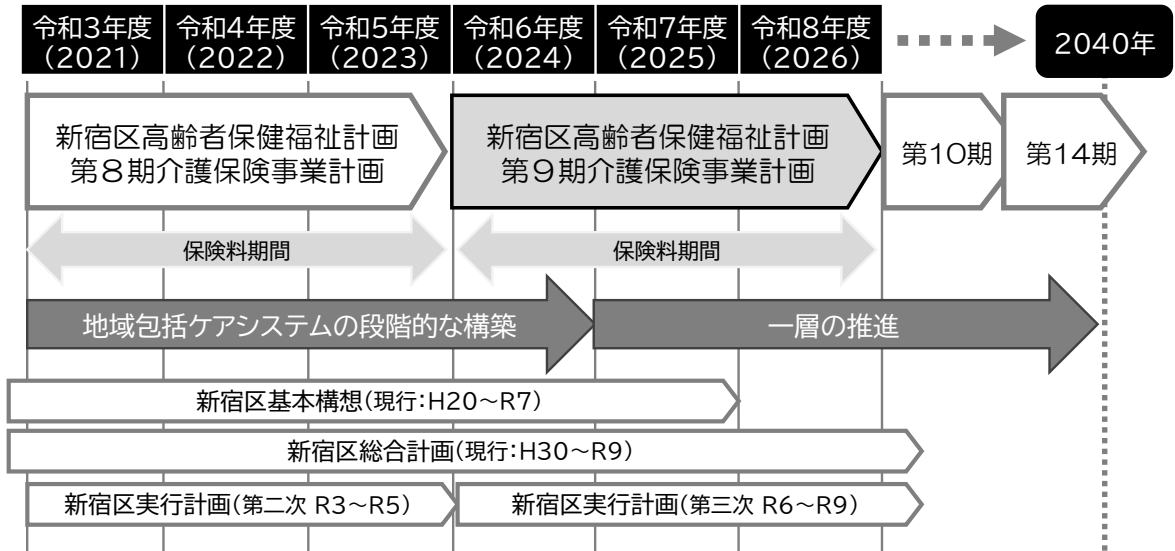 令和3年度
(2021)
令和4年度
(2022)
令和5年度
(2023)
令和6年度
(2024)
令和7年度
(2025)
令和8年度
(2026)
2040年
新宿区高齢者保健福祉計画
第8期介護保険事業計画
新宿区高齢者保健福祉計画
第9期介護保険事業計画
第10期
第14期
保険料期間
保険料期間
地域包括ケアシステムの段階的な構築
一層の推進
新宿区基本構想(現行:H20～R7)
新宿区総合計画(現行:H30～R9)
新宿区実行計画(第二次 R3～R5)
新宿区実行計画(第三次 R6～R9)